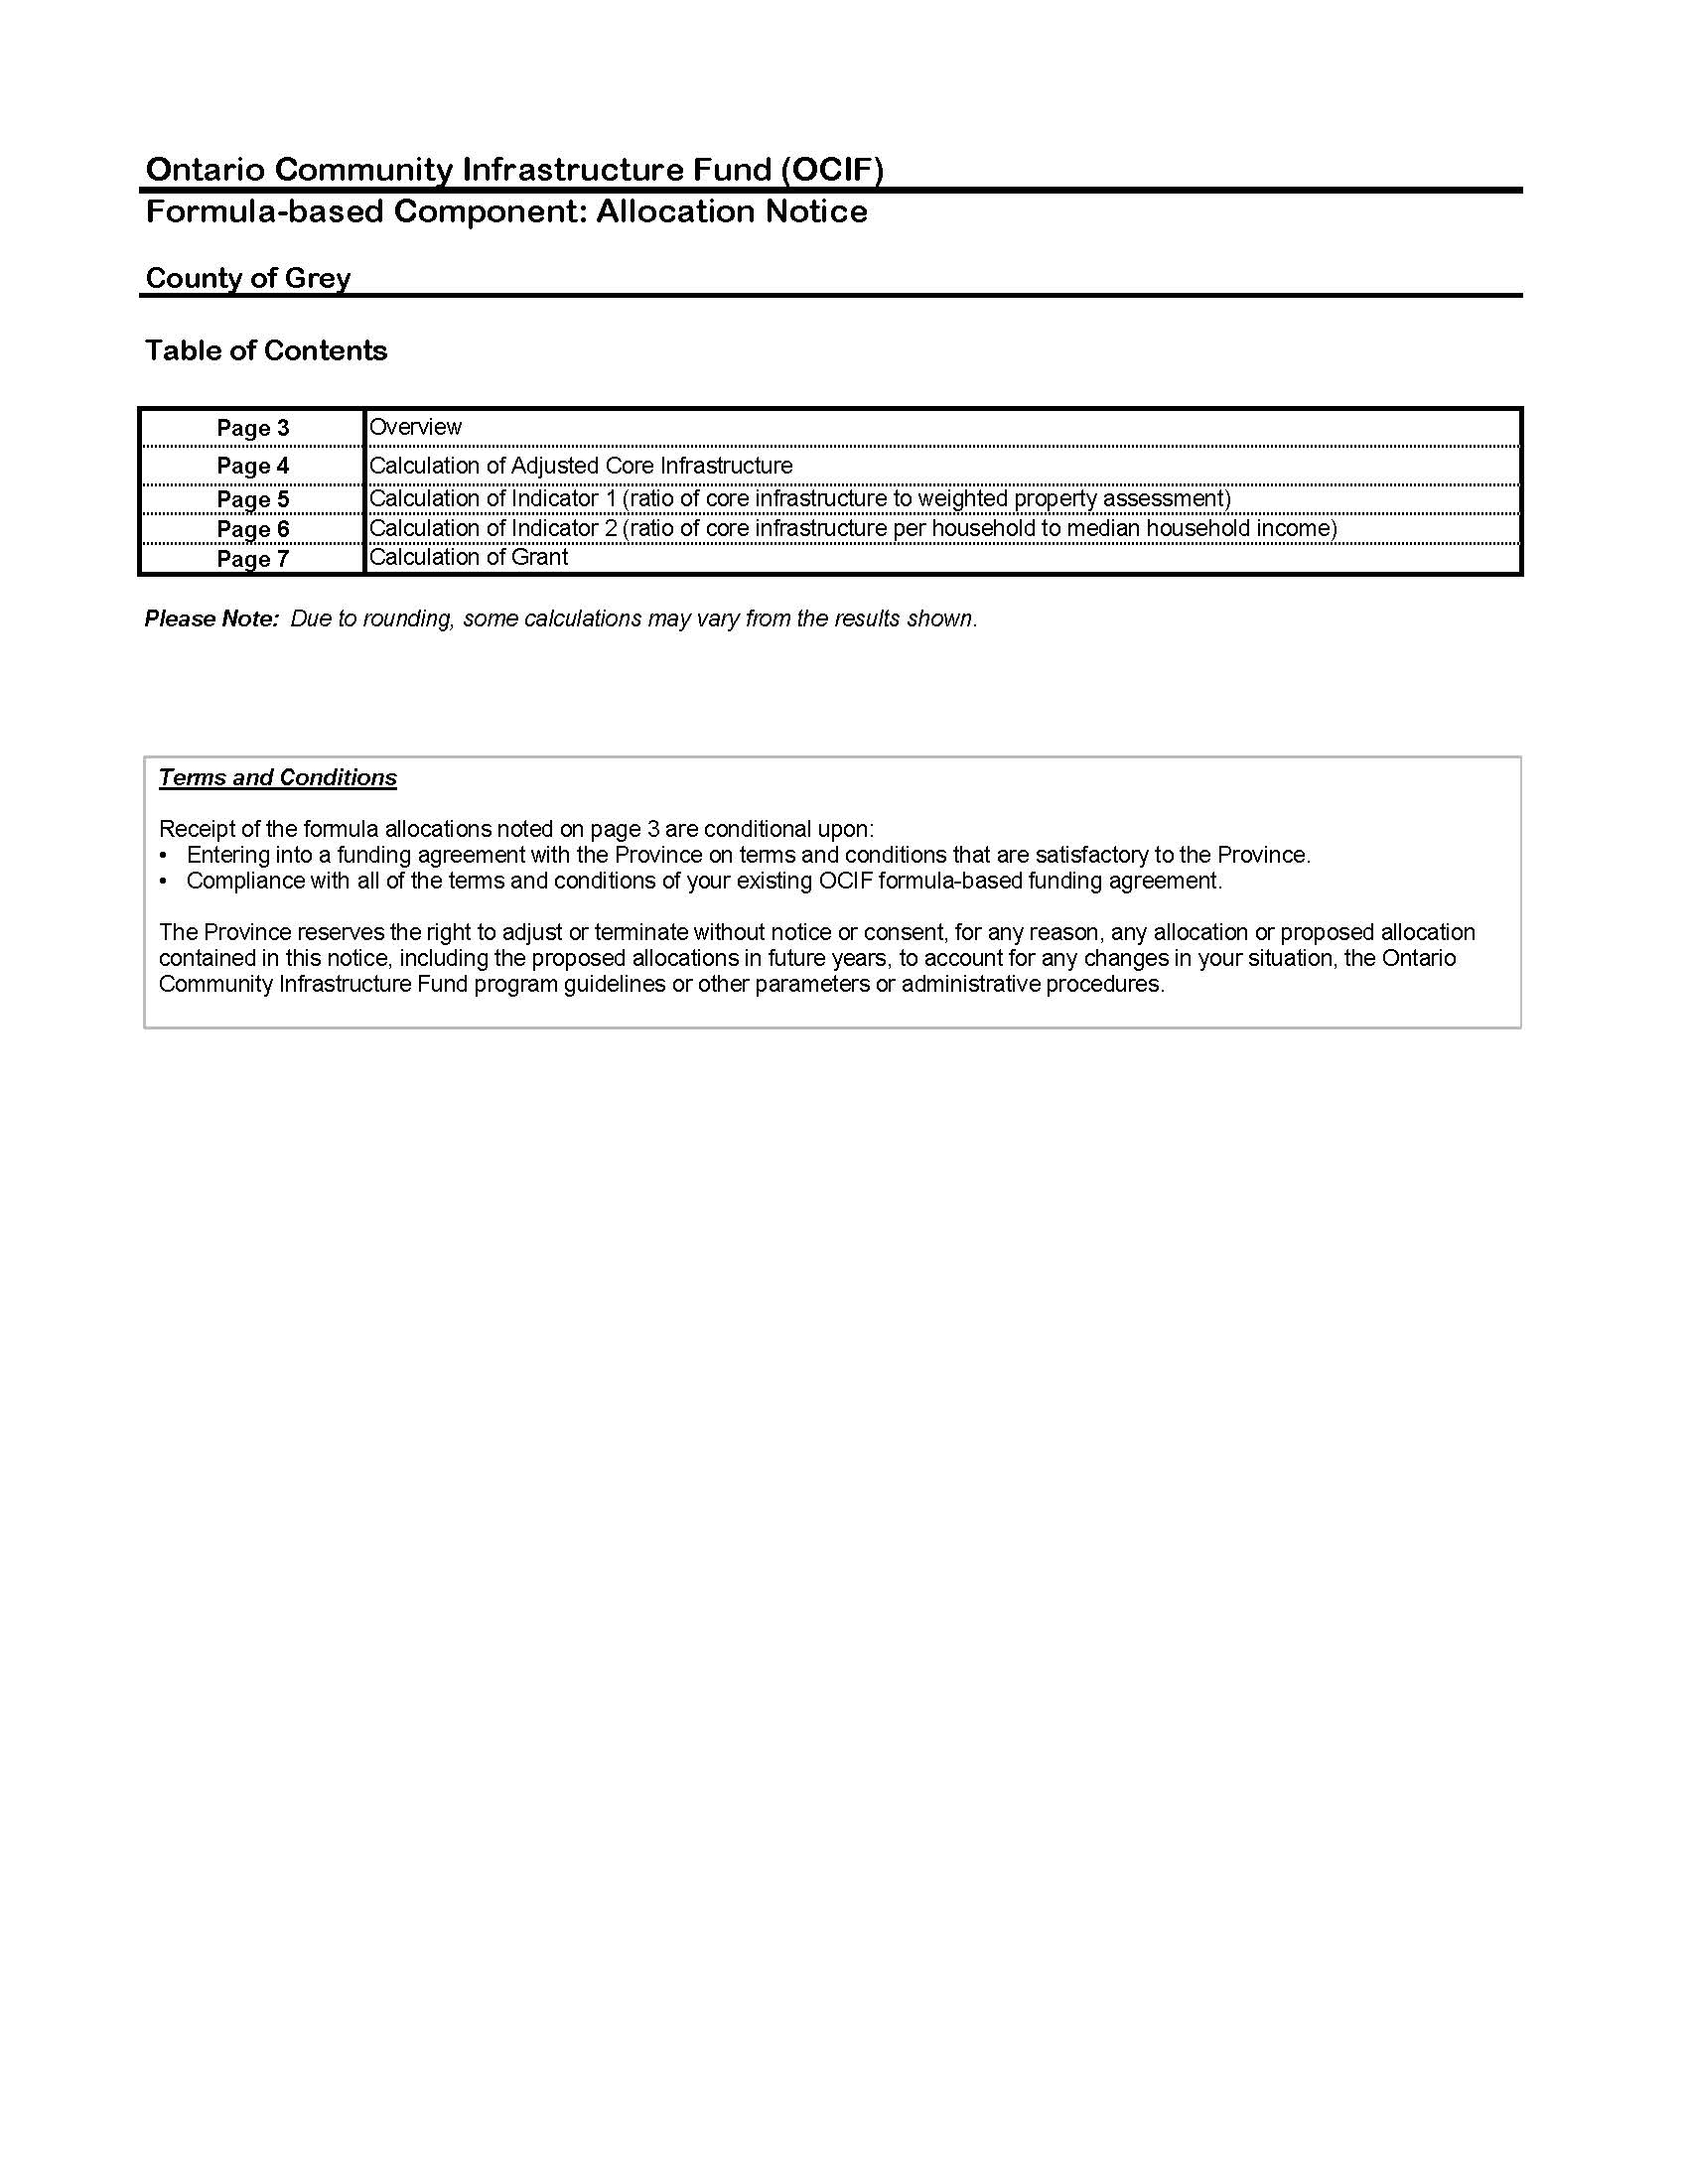 Ontario Community Infrastructure Fund (OCIF)
Formula-based Component: Allocation Notice
County of Grey
Table of Contents
Page 3 Overview
Page 4 Calculation of Adjusted Core Infrastructure
Page 5 Calculation of Indicator 1 (ratio of core infrastructure to weighted property assessment)
Page 6 Calculation of Indicator 2 (ratio of core infrastructure per household to median household income)
Page 7 Calculation of Grant
Please Note: Due to rounding, some calculations may vary from the results shown.
Terms and Conditions
Receipt of the formula allocations noted on page 3 are conditional upon:
• Entering into a funding agreement with the Province on terms and conditions that are satisfactory to the Province.
• Compliance with all of the terms and conditions of your existing OCIF formula-based funding agreement.
The Province reserves the right to adjust or terminate without notice or consent, for any reason, any allocation or proposed allocation
contained in this notice, including the proposed allocations in future years, to account for any changes in your situation, the Ontario
Community Infrastructure Fund program guidelines or other parameters or administrative procedures.